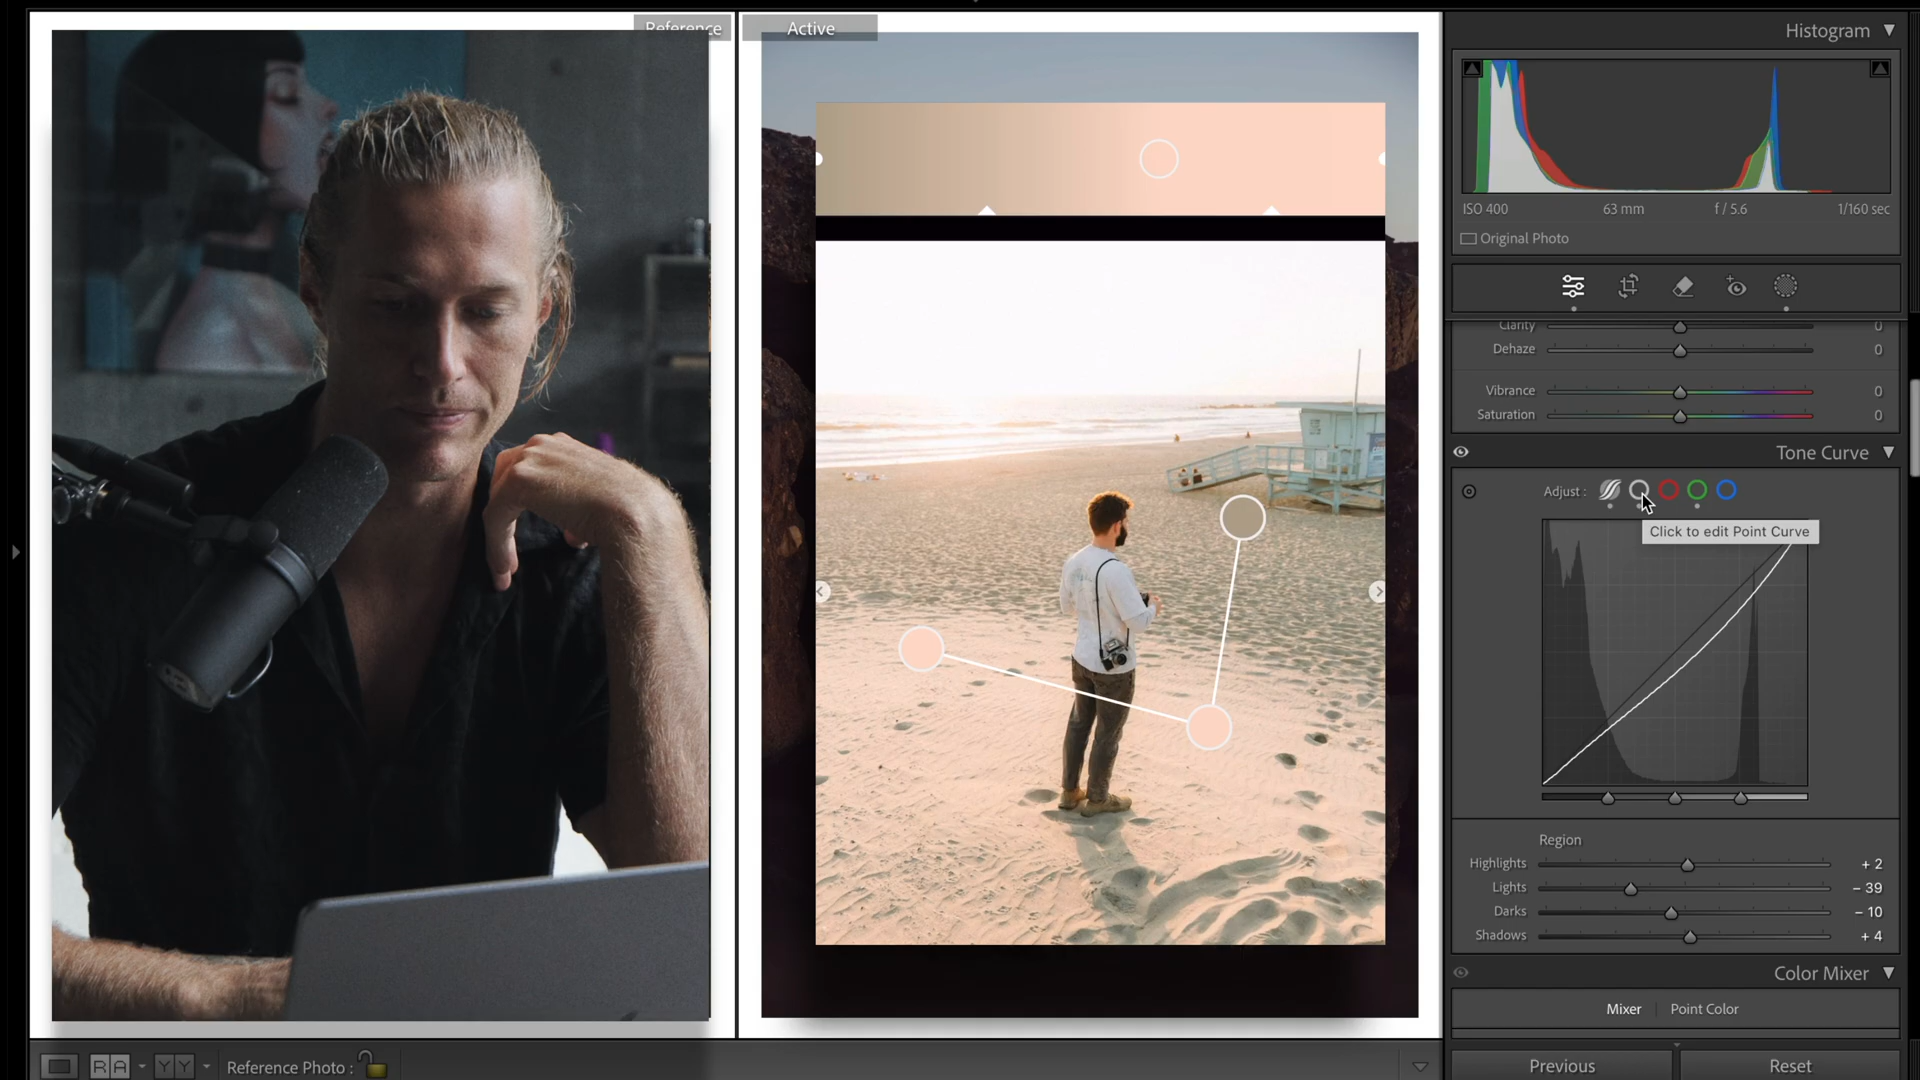 Reference
Active
Histogram
ISO 400 63 mm f / 5.6 1/160 sec
Original Photo
Clarity 0
Dehaze 0
Vibrance 0
Saturation 0
Tone Curve
Adjust :
Click to edit Point Curve
Region
Highlights + 2
Lights – 39
Darks – 10
Shadows + 4
Color Mixer
Mixer Point Color
R A Y Y Reference Photo : Previous Reset